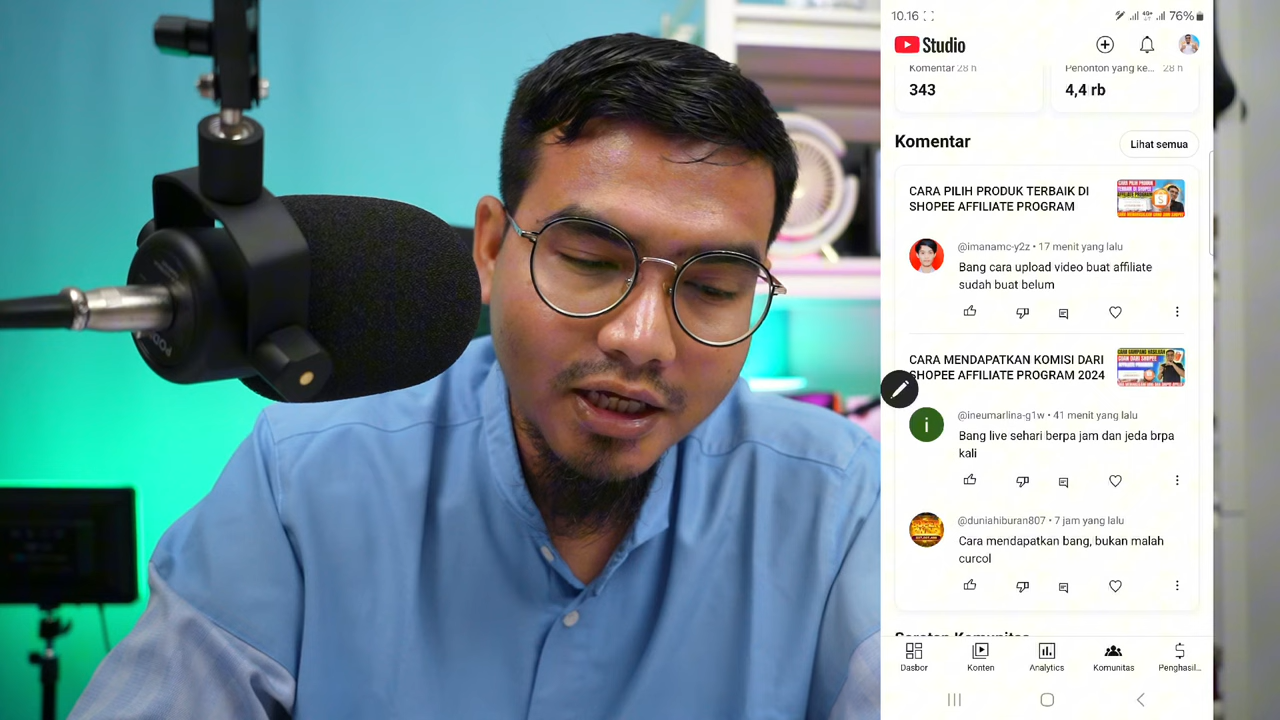 10.16
4G+
76%
Studio
Komentar 28 h
Penonton yang ke... 28 h
343
4,4 rb
Komentar
Lihat semua
CARA PILIH PRODUK TERBAIK DI
SHOPEE AFFILIATE PROGRAM
@imanamc-y2z • 17 menit yang lalu
Bang cara upload video buat affiliate
sudah buat belum
CARA MENDAPATKAN KOMISI DARI
SHOPEE AFFILIATE PROGRAM 2024
@ineumarlina-g1w • 41 menit yang lalu
i
Bang live sehari berpa jam dan jeda brpa
kali
@duniahiburan807 • 7 jam yang lalu
Cara mendapatkan bang, bukan malah
curcol
Sorotan Komunitas
Dasbor
Konten
Analytics
Komunitas
Penghasil...